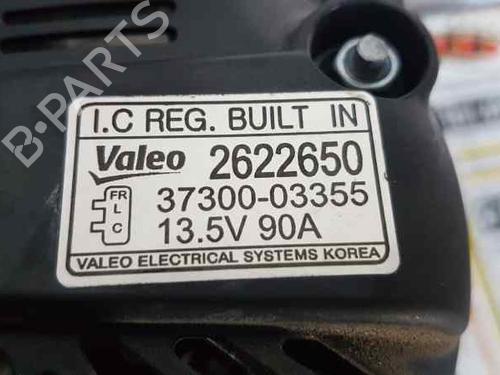 I.C REG. BUILT IN
Valeo 2622650
FR
L
C
37300-03355
13.5V 90A
VALEO ELECTRICAL SYSTEMS KOREA
B-PARTS